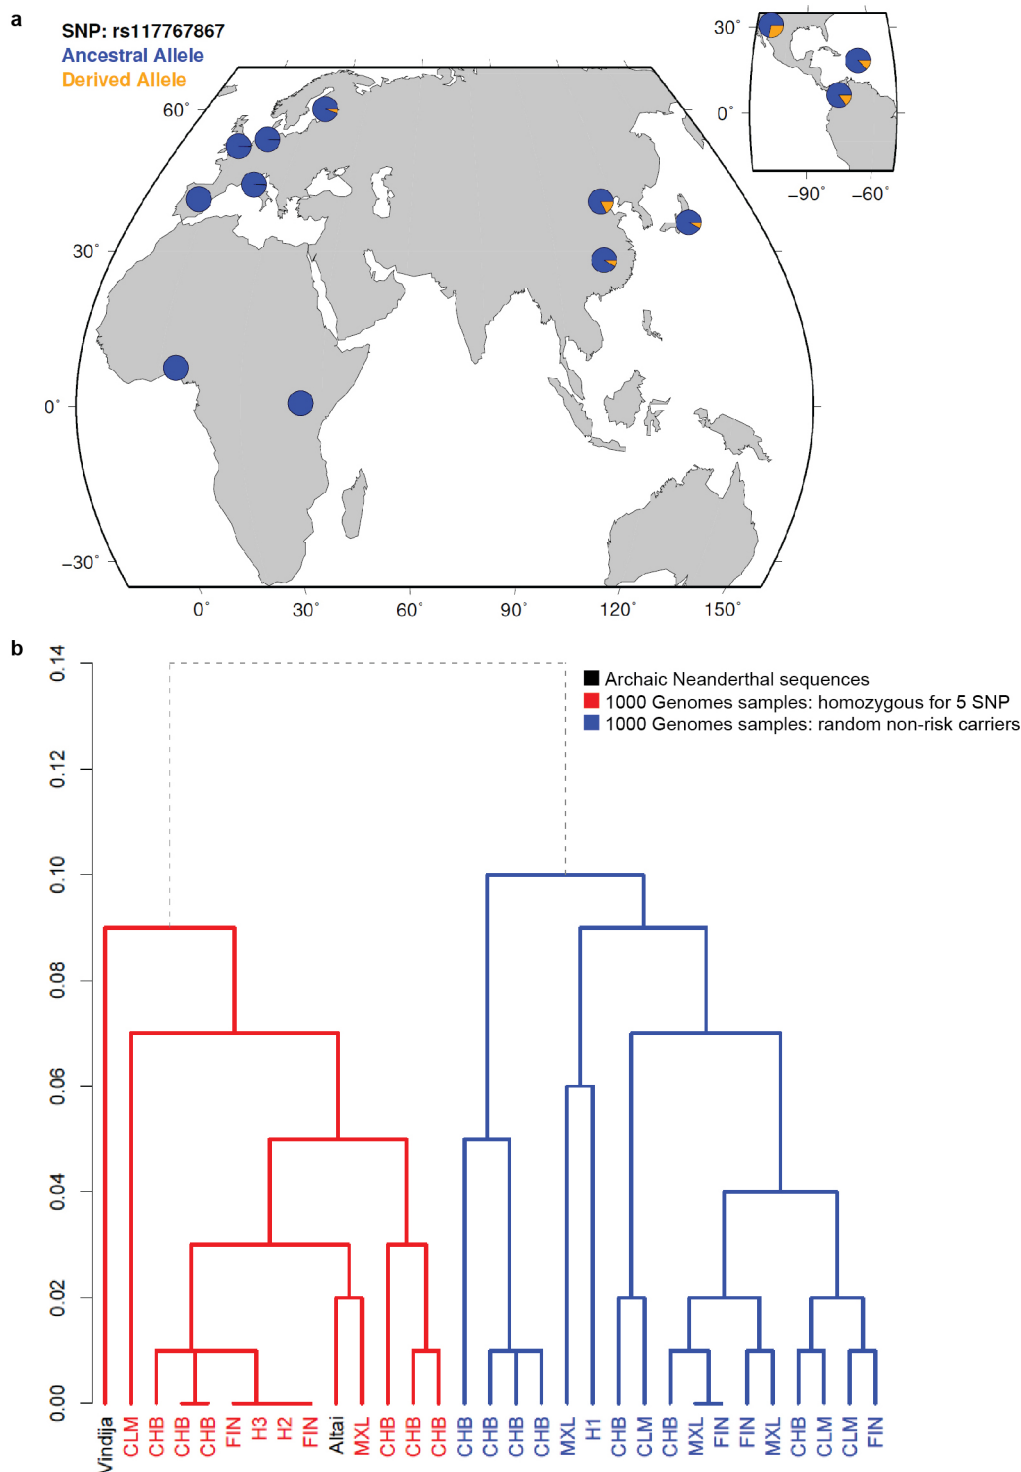 a
SNP: rs117767867
Ancestral Allele
Derived Allele
30°
0°
−90°
−60°
60°
30°
0°
−30°
0°
30°
60°
90°
120°
150°
b
Archaic Neanderthal sequences
1000 Genomes samples: homozygous for 5 SNP
1000 Genomes samples: random non-risk carriers
0.14
0.12
0.10
0.08
0.06
0.04
0.02
0.00
Vindija
CLM
CHB
CHB
CHB
FIN
H3
H2
FIN
Altai
MXL
CHB
CHB
CHB
CHB
CHB
CHB
CHB
MXL
H1
CHB
CLM
CHB
MXL
FIN
FIN
MXL
CHB
CLM
CLM
FIN